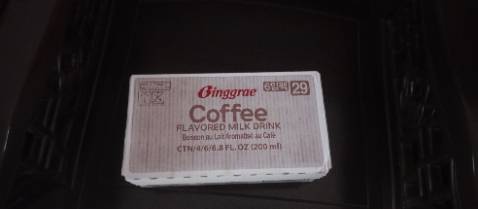 Binggrae
29
Coffee
FLAVORED MILK DRINK
Boisson au Lait Aromatisé au Café
CTN/4/6/6.8 FL. OZ (200 ml)